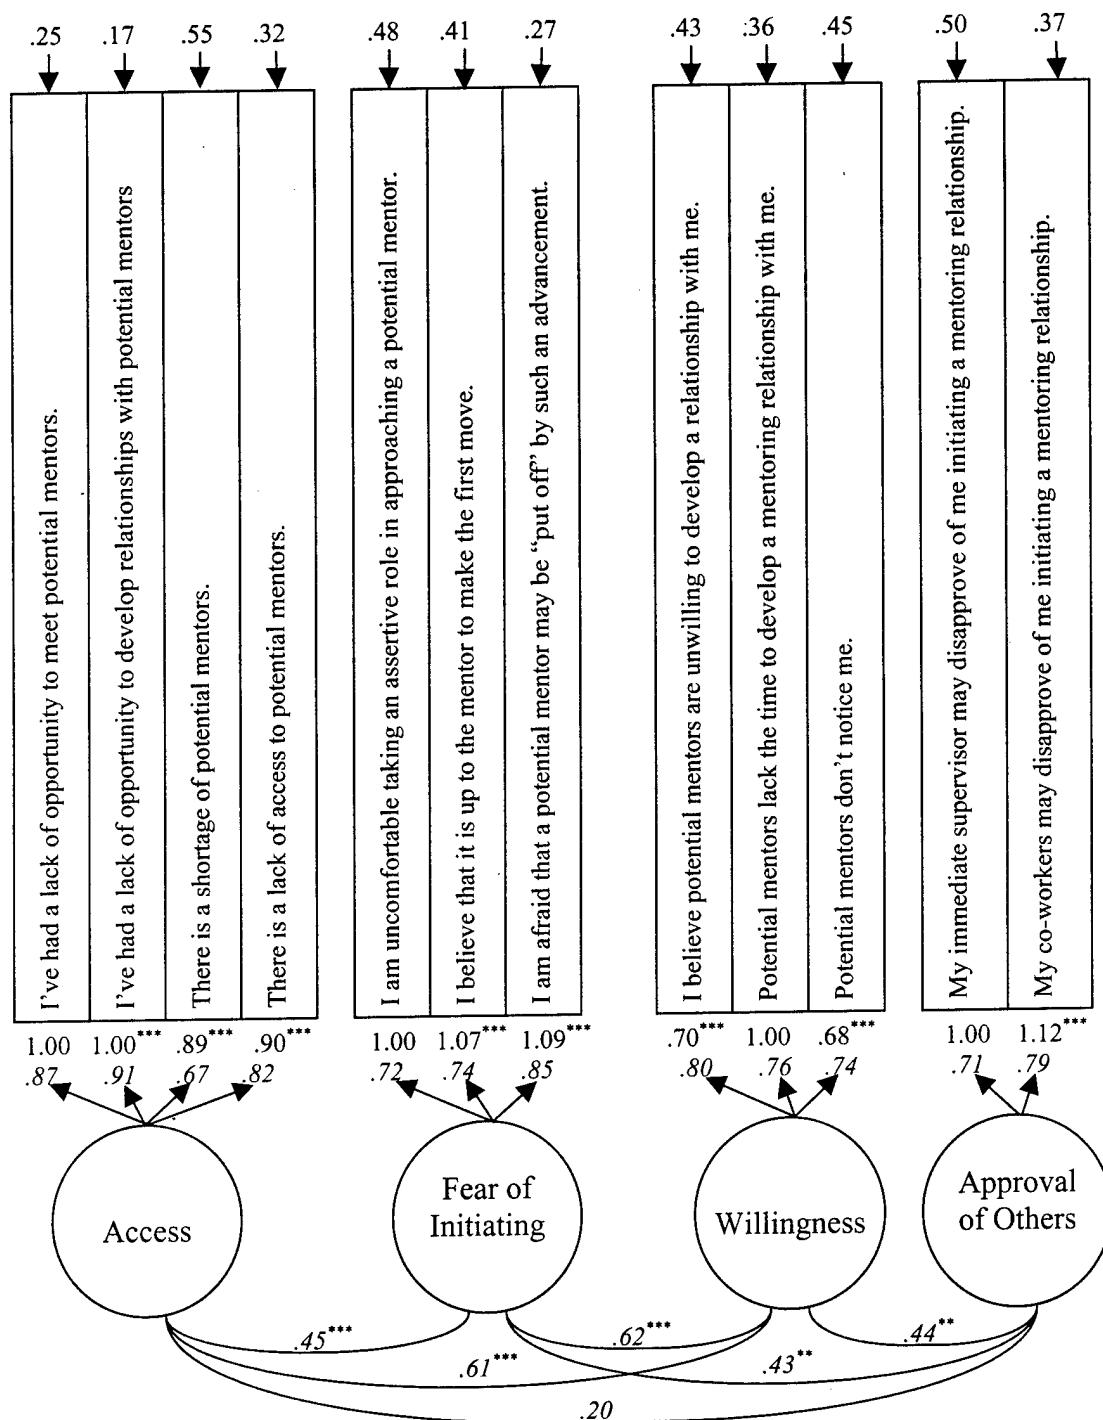 .25 .17 .55 .32 .48 .41 .27 .43 .36 .45 .50 .37
I've had a lack of opportunity to meet potential mentors.
I've had a lack of opportunity to develop relationships with potential mentors
There is a shortage of potential mentors.
There is a lack of access to potential mentors.
I am uncomfortable taking an assertive role in approaching a potential mentor.
I believe that it is up to the mentor to make the first move.
I am afraid that a potential mentor may be “put off” by such an advancement.
I believe potential mentors are unwilling to develop a relationship with me.
Potential mentors lack the time to develop a mentoring relationship with me.
Potential mentors don't notice me.
My immediate supervisor may disapprove of me initiating a mentoring relationship.
My co-workers may disapprove of me initiating a mentoring relationship.
1.00 1.00*** .89*** .90*** 1.00 1.07*** 1.09*** .70*** 1.00 .68*** 1.00 1.12***
.87 .91 .67 .82 .72 .74 .85 .80 .76 .74 .71 .79
Access
Fear of
Initiating
Willingness
Approval
of Others
.45*** .62*** .44**
.61*** .43**
.20